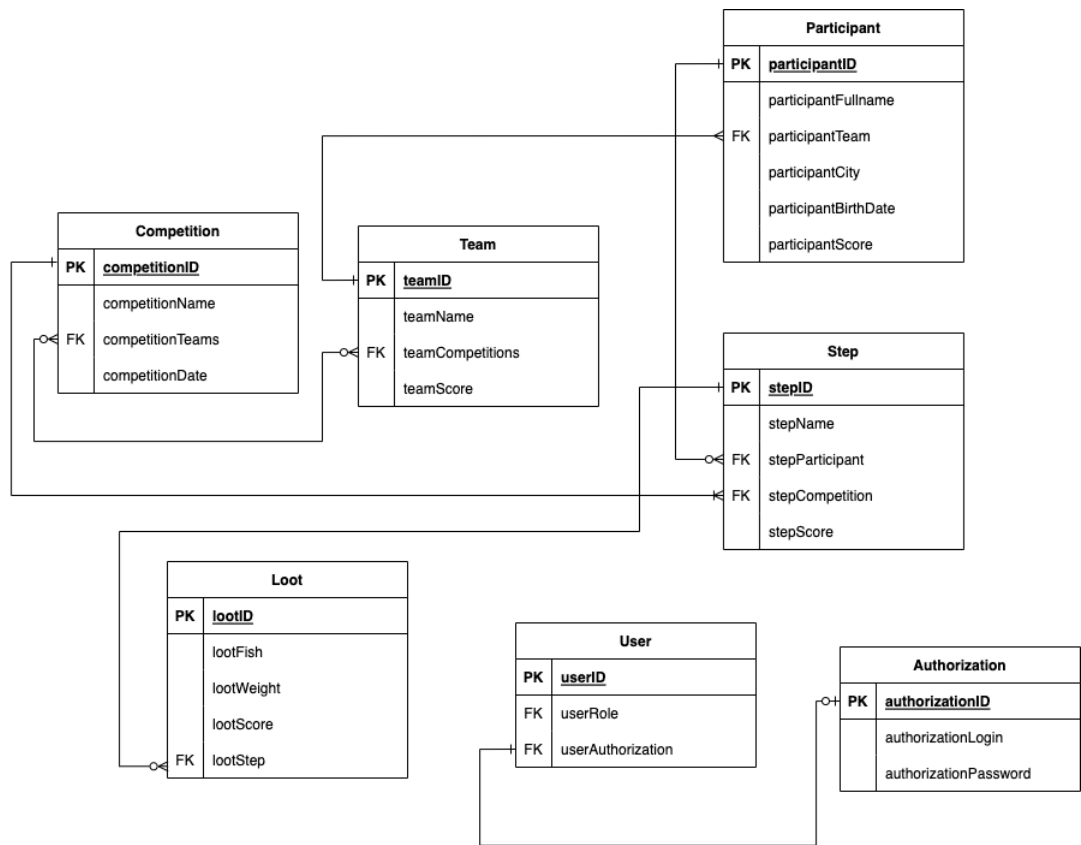 Participant
PK participantID
participantFullname
FK participantTeam
participantCity
participantBirthDate
participantScore
Competition
PK competitionID
competitionName
FK competitionTeams
competitionDate
Team
PK teamID
teamName
FK teamCompetitions
teamScore
Step
PK stepID
stepName
FK stepParticipant
FK stepCompetition
stepScore
Loot
PK lootID
lootFish
lootWeight
lootScore
FK lootStep
User
PK userID
FK userRole
FK userAuthorization
Authorization
PK authorizationID
authorizationLogin
authorizationPassword